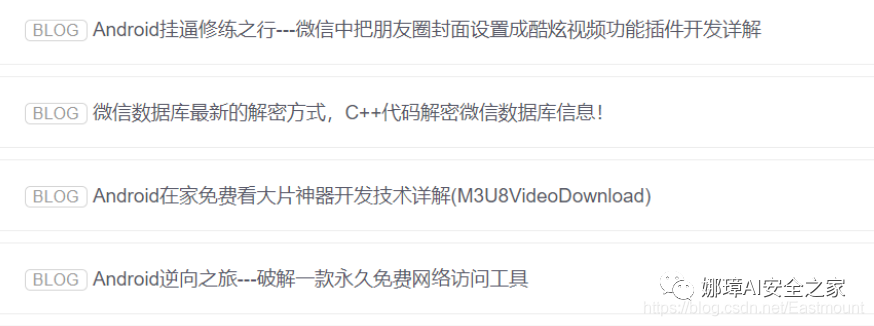 BLOG Android挂逼修练之行---微信中把朋友圈封面设置成酷炫视频功能插件开发详解
BLOG 微信数据库最新的解密方式，C++代码解密微信数据库信息！
BLOG Android在家免费看大片神器开发技术详解(M3U8VideoDownload)
BLOG Android逆向之旅---破解一款永久免费网络访问工具
娜璋AI安全之家
https://blog.csdn.net/Eastmount